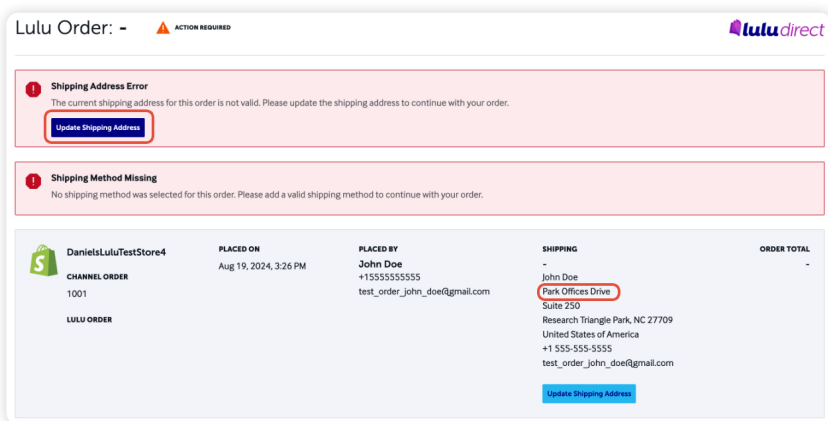 Lulu Order: -
ACTION REQUIRED
luludirect
Shipping Address Error
The current shipping address for this order is not valid. Please update the shipping address to continue with your order.
Update Shipping Address
Shipping Method Missing
No shipping method was selected for this order. Please add a valid shipping method to continue with your order.
DanielsLuluTestStore4
CHANNEL ORDER
1001
LULU ORDER
PLACED ON
Aug 19, 2024, 3:26 PM
PLACED BY
John Doe
+15555555555
test_order_john_doe@gmail.com
SHIPPING
-
John Doe
Park Offices Drive
Suite 250
Research Triangle Park, NC 27709
United States of America
+1 555-555-5555
test_order_john_doe@gmail.com
Update Shipping Address
ORDER TOTAL
-